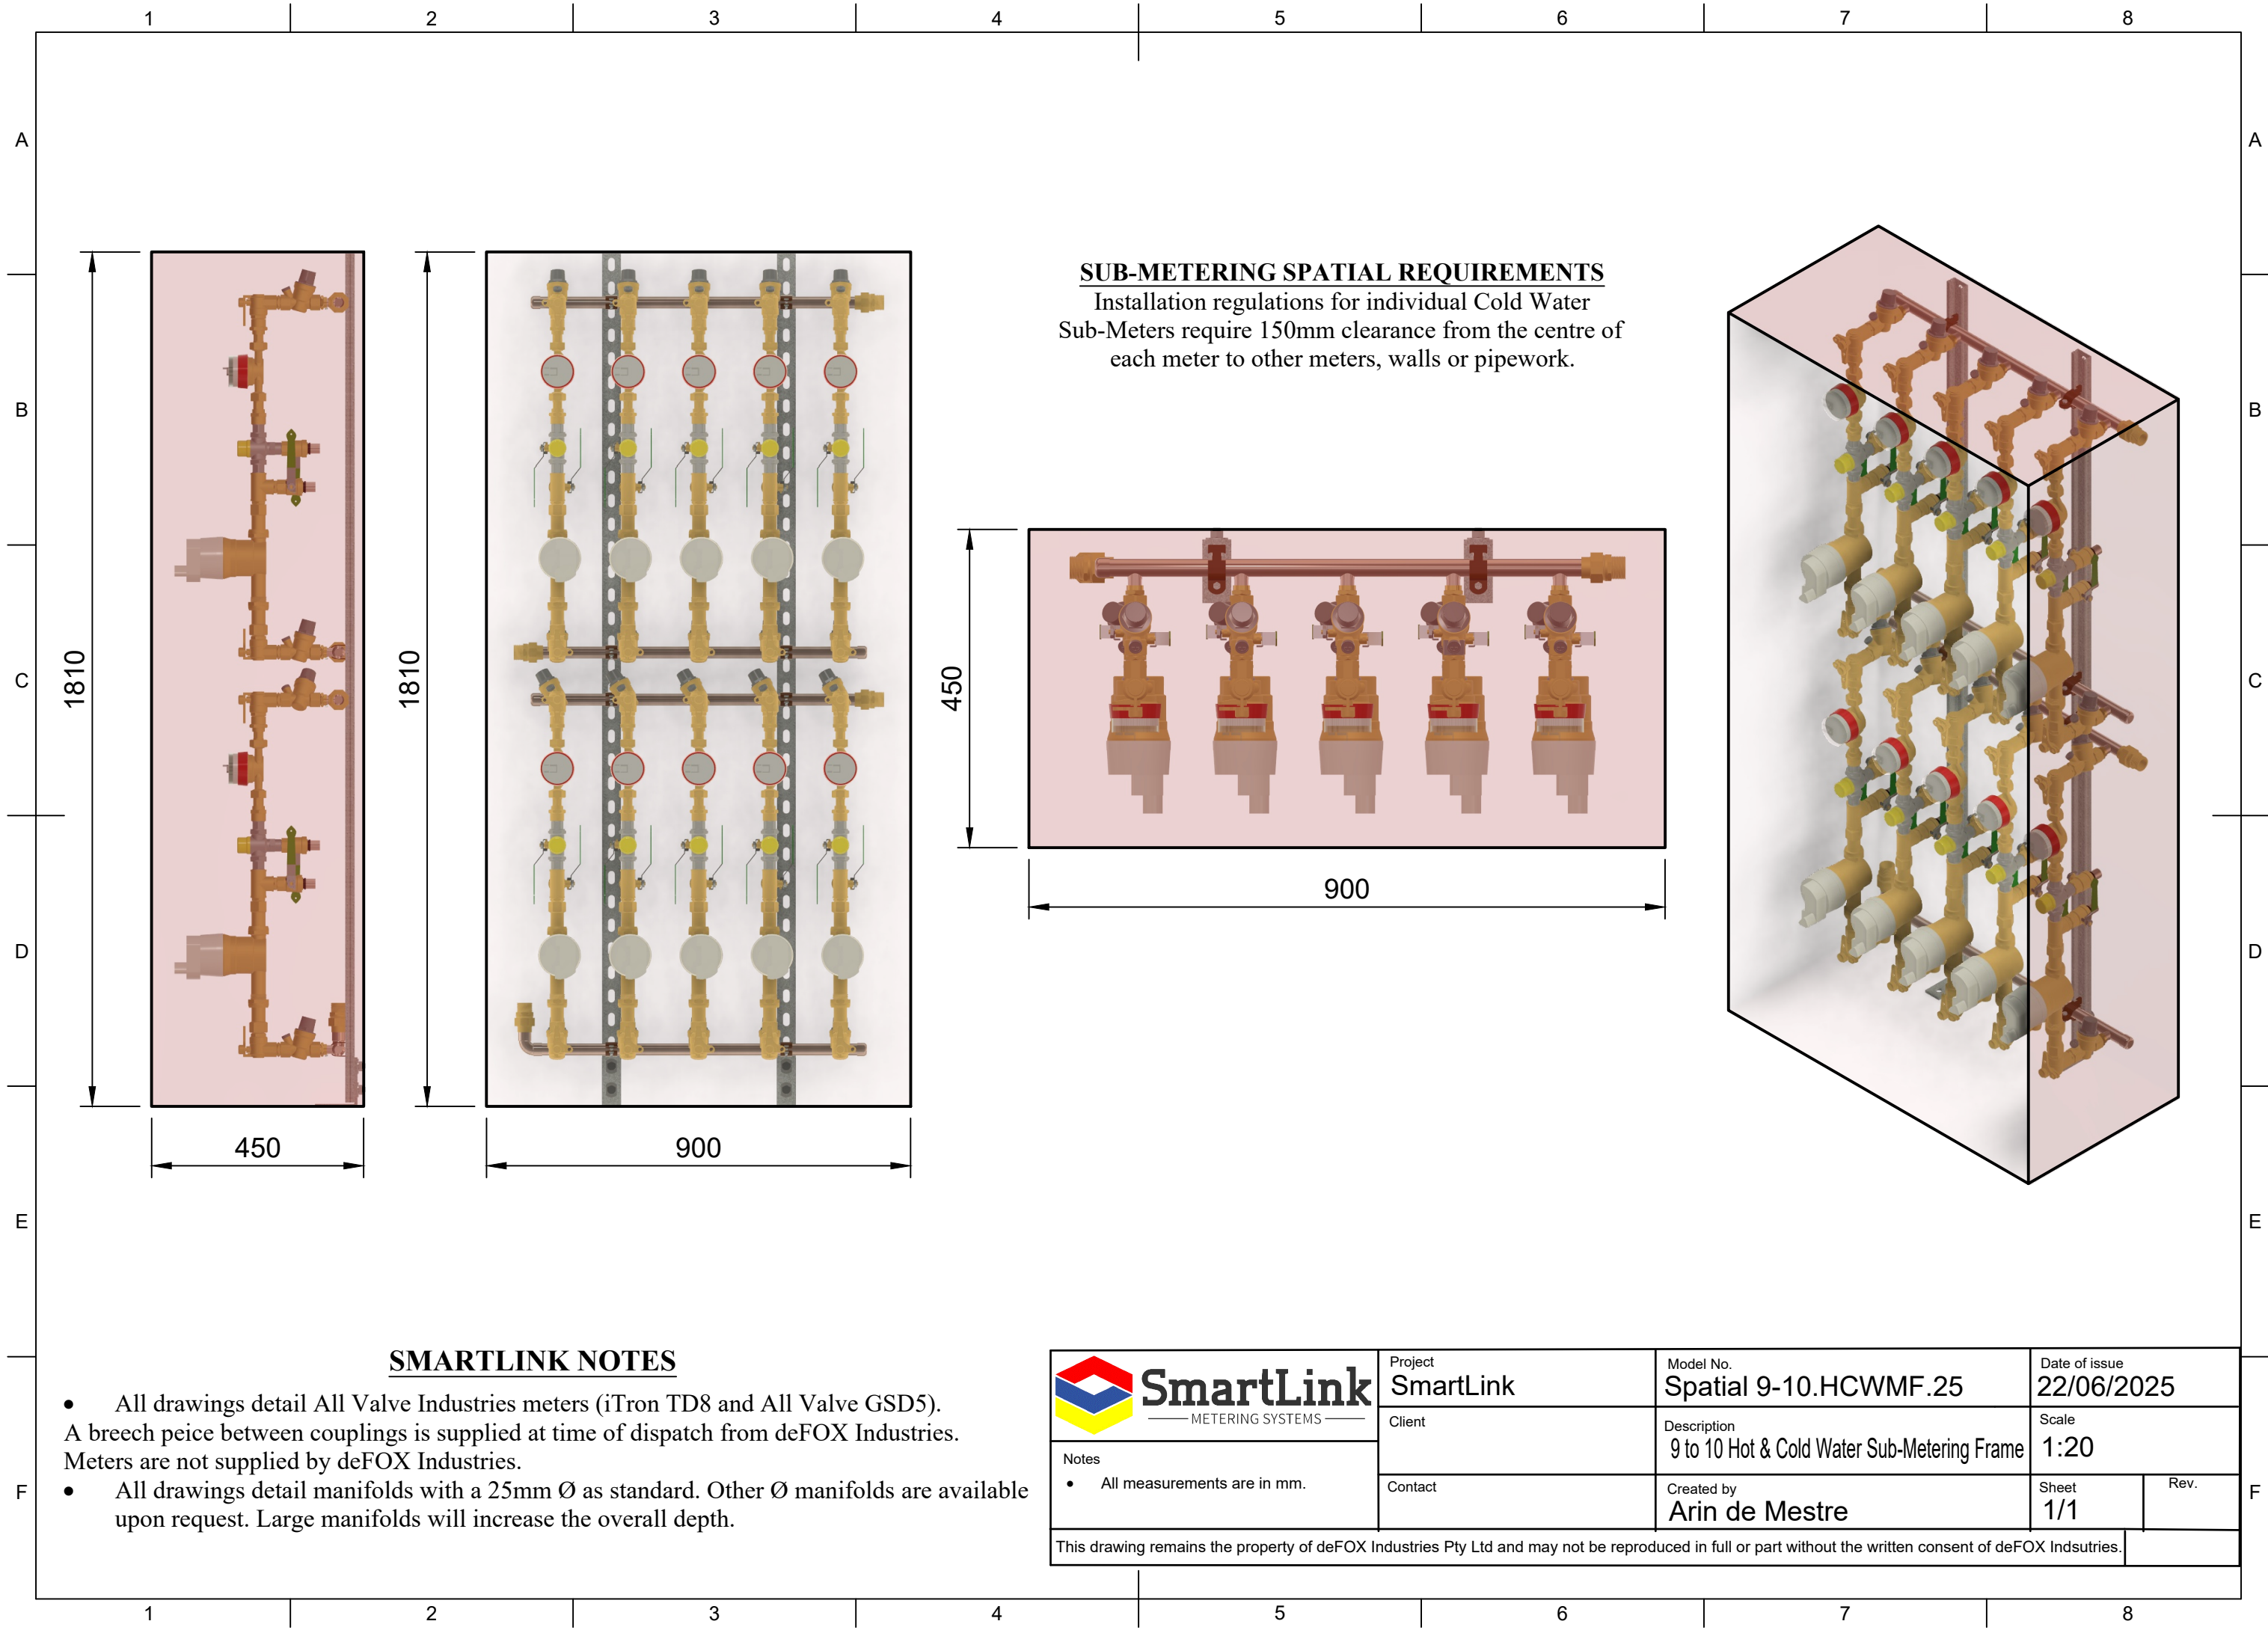 1 2 3 4 5 6 7 8
A A
B B
C C
D D
E E
F F
1810
450
1810
900
SUB-METERING SPATIAL REQUIREMENTS
Installation regulations for individual Cold Water
Sub-Meters require 150mm clearance from the centre of
each meter to other meters, walls or pipework.
450
900
SMARTLINK NOTES
• All drawings detail All Valve Industries meters (iTron TD8 and All Valve GSD5).
A breech peice between couplings is supplied at time of dispatch from deFOX Industries.
Meters are not supplied by deFOX Industries.
• All drawings detail manifolds with a 25mm Ø as standard. Other Ø manifolds are available
upon request. Large manifolds will increase the overall depth.
SmartLink
METERING SYSTEMS
Notes
• All measurements are in mm.
Project
SmartLink
Client
Contact
Model No.
Spatial 9-10.HCWMF.25
Description
9 to 10 Hot & Cold Water Sub-Metering Frame
Created by
Arin de Mestre
Date of issue
22/06/2025
Scale
1:20
Sheet
1/1
Rev.
This drawing remains the property of deFOX Industries Pty Ltd and may not be reproduced in full or part without the written consent of deFOX Indsutries.
1 2 3 4 5 6 7 8